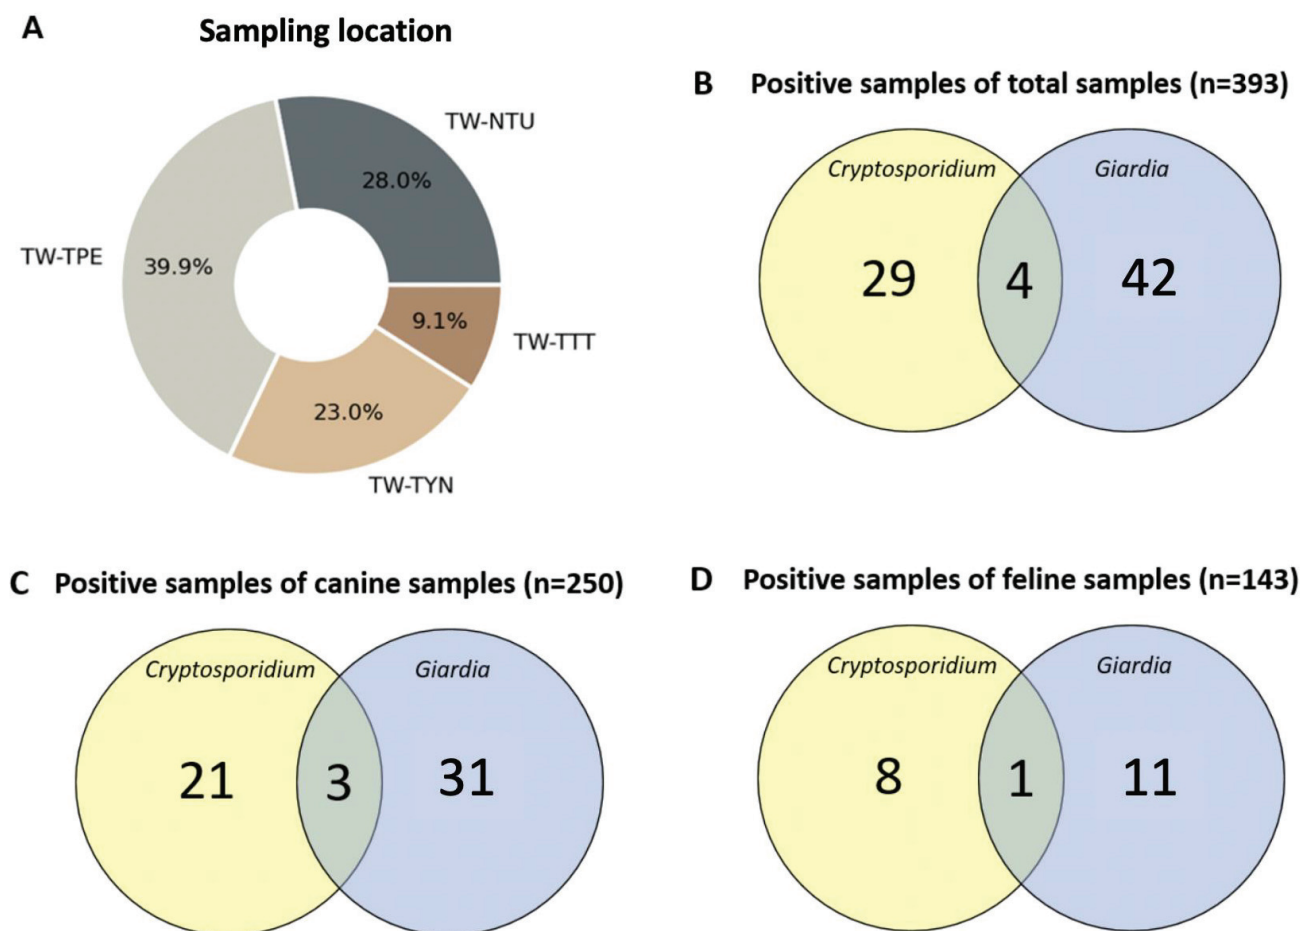 A
Sampling location
TW-NTU
28.0%
TW-TPE
39.9%
9.1%
TW-TTT
23.0%
TW-TYN
B Positive samples of total samples (n=393)
Cryptosporidium Giardia
29 4 42
C Positive samples of canine samples (n=250)
Cryptosporidium Giardia
21 3 31
D Positive samples of feline samples (n=143)
Cryptosporidium Giardia
8 1 11